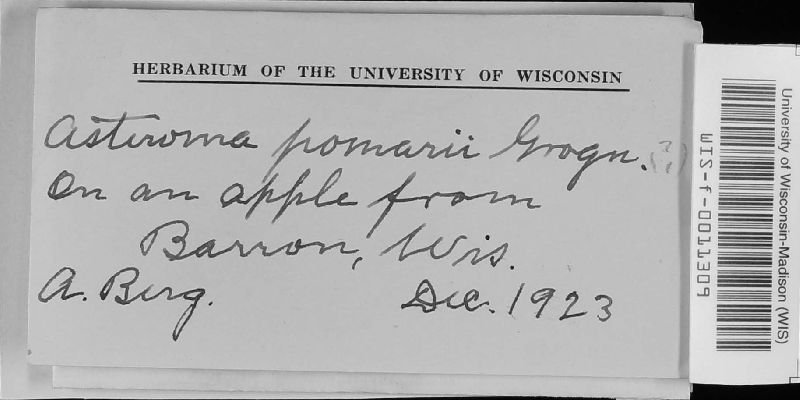 HERBARIUM OF THE UNIVERSITY OF WISCONSIN
Asteroma pomarii Grogn. (?)
On an apple from
Barron, Wis.
A. Berg. Dec. 1923
University of Wisconsin-Madison (WIS)
WIS-f-0011309